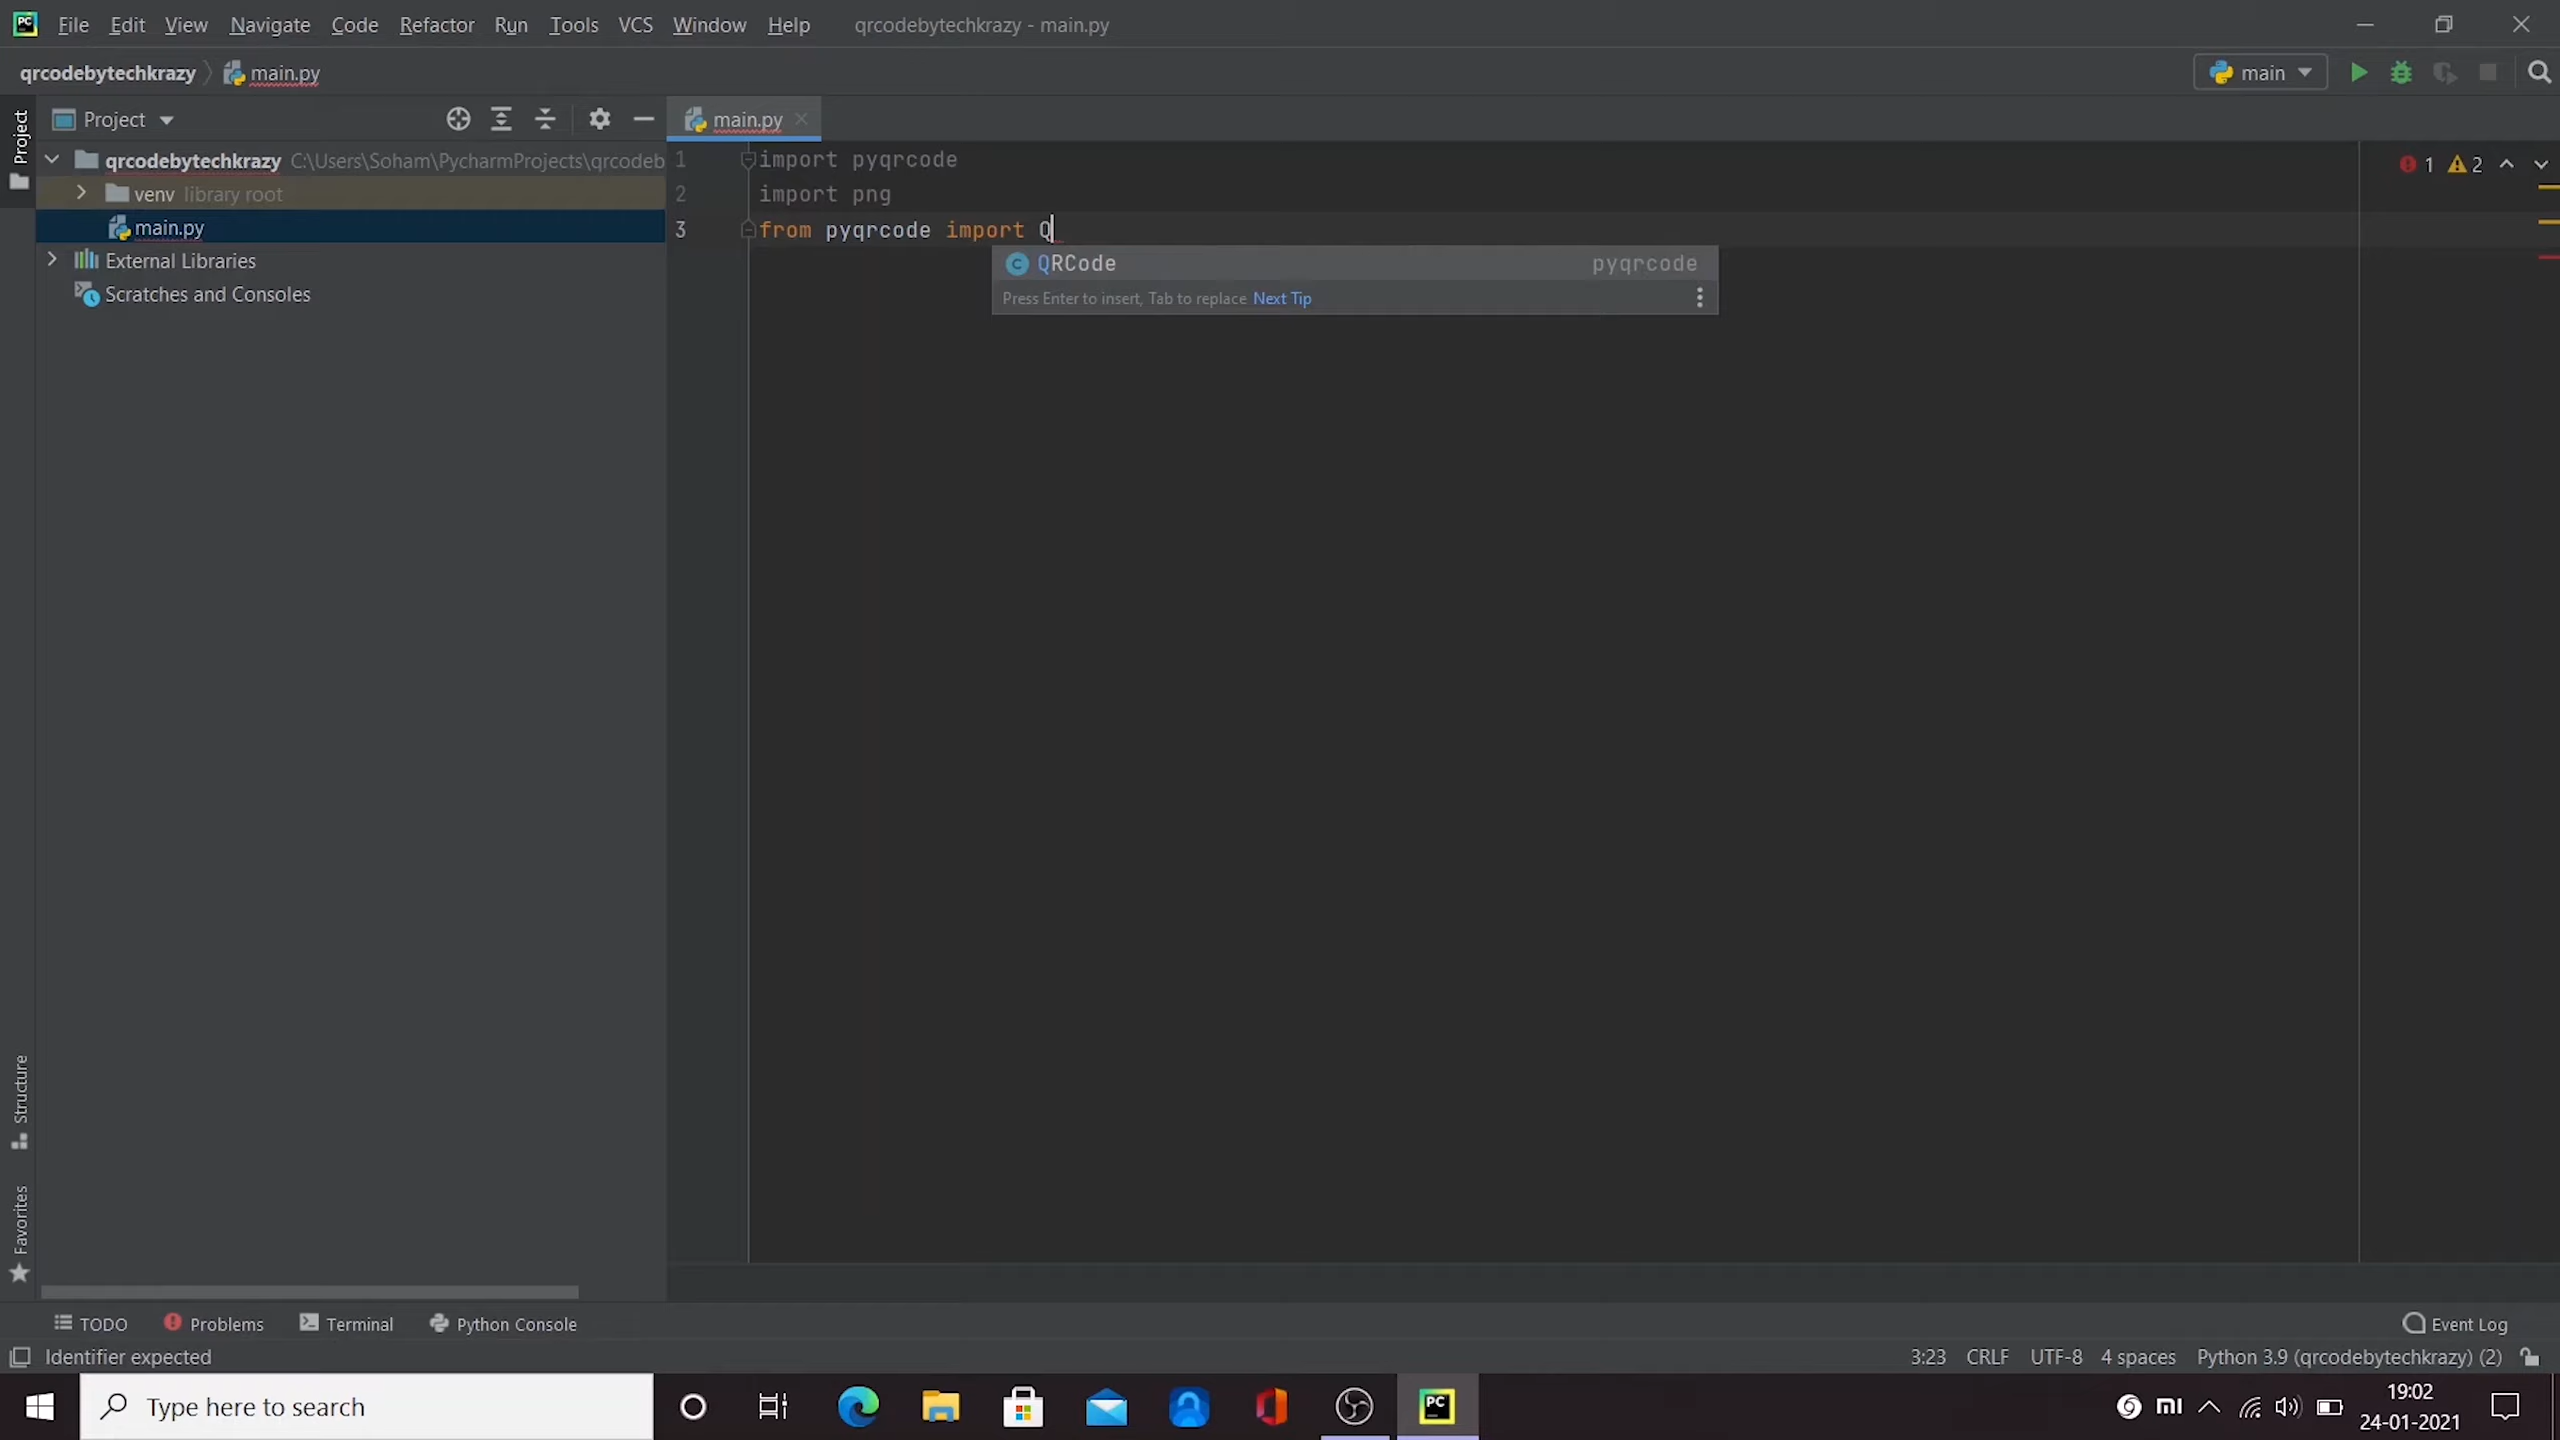 PC File Edit View Navigate Code Refactor Run Tools VCS Window Help qrcodebytechkrazy - main.py
qrcodebytechkrazy main.py
main
Project
Project
main.py
qrcodebytechkrazy C:\Users\Soham\PycharmProjects\qrcodeb
venv library root
main.py
External Libraries
Scratches and Consoles
1 import pyqrcode
2 import png
3 from pyqrcode import Q
QRCode pyqrcode
Press Enter to insert, Tab to replace Next Tip
1 2
Structure
Favorites
TODO Problems Terminal Python Console Event Log
Identifier expected 3:23 CRLF UTF-8 4 spaces Python 3.9 (qrcodebytechkrazy) (2)
Type here to search
PC
mi
19:02
24-01-2021